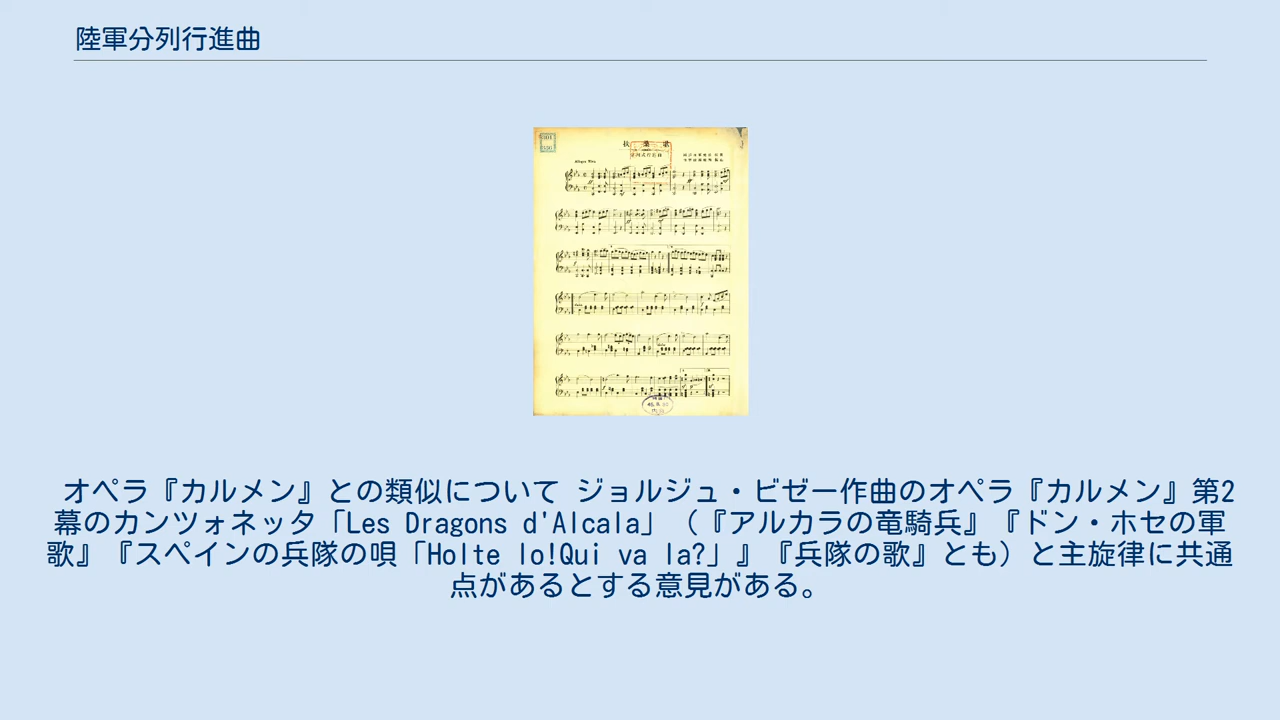 陸軍分列行進曲
扶桑歌
オペラ『カルメン』との類似について ジョルジュ・ビゼー作曲のオペラ『カルメン』第2
幕のカンツォネッタ「Les Dragons d'Alcala」（『アルカラの竜騎兵』『ドン・ホセの軍
歌』『スペインの兵隊の唄「Holte lo!Qui va la?」』『兵隊の歌』とも）と主旋律に共通
点があるとする意見がある。